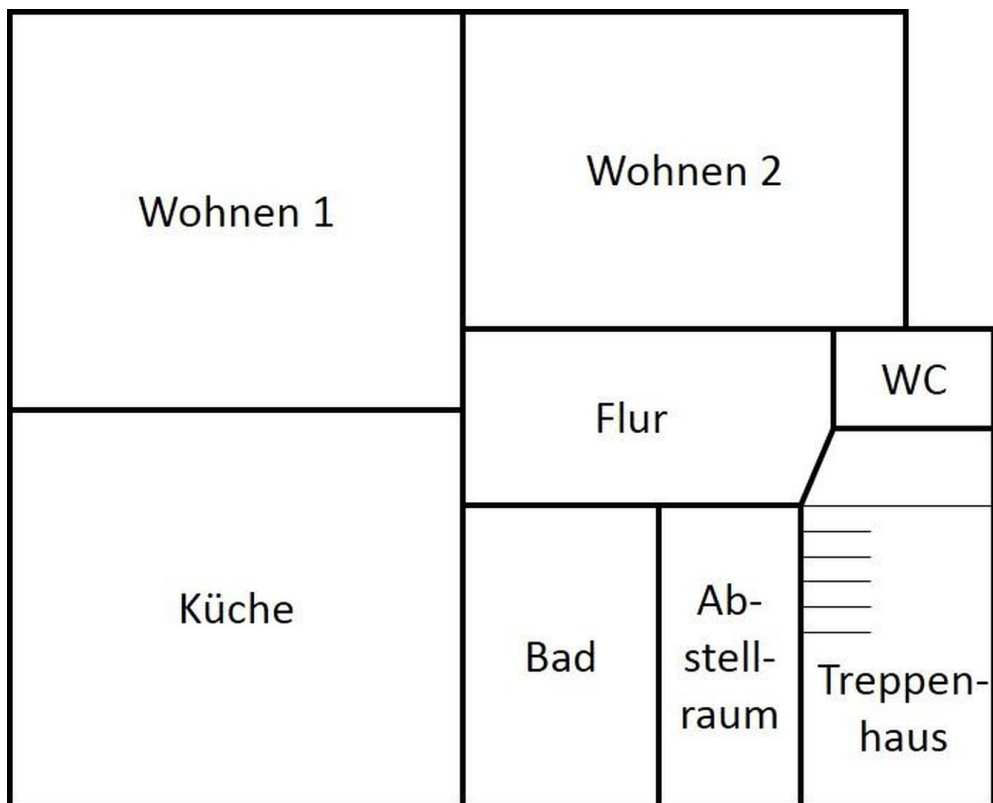 Wohnen 1
Wohnen 2
Flur
WC
Küche
Bad
Ab-
stell-
raum
Treppen-
haus